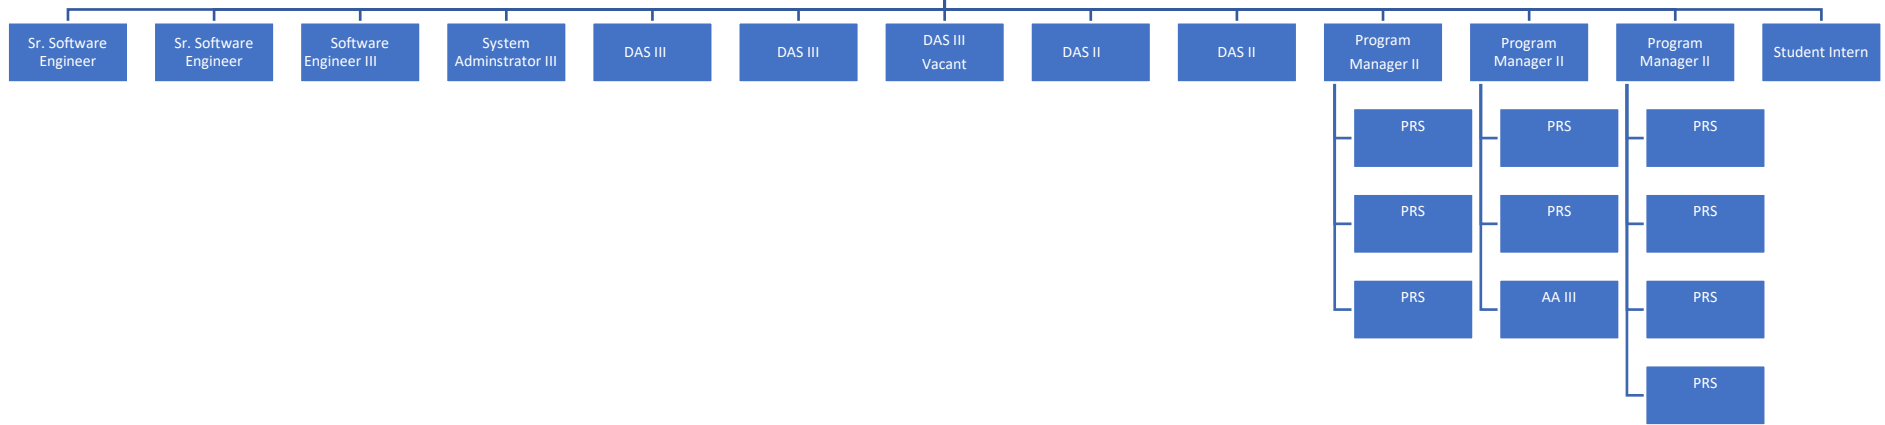 Sr. Software
Engineer
Sr. Software
Engineer
Software
Engineer III
System
Adminstrator III
DAS III
DAS III
DAS III
Vacant
DAS II
DAS II
Program
Manager II
Program
Manager II
Program
Manager II
Student Intern
PRS
PRS
PRS
PRS
PRS
PRS
PRS
AA III
PRS
PRS